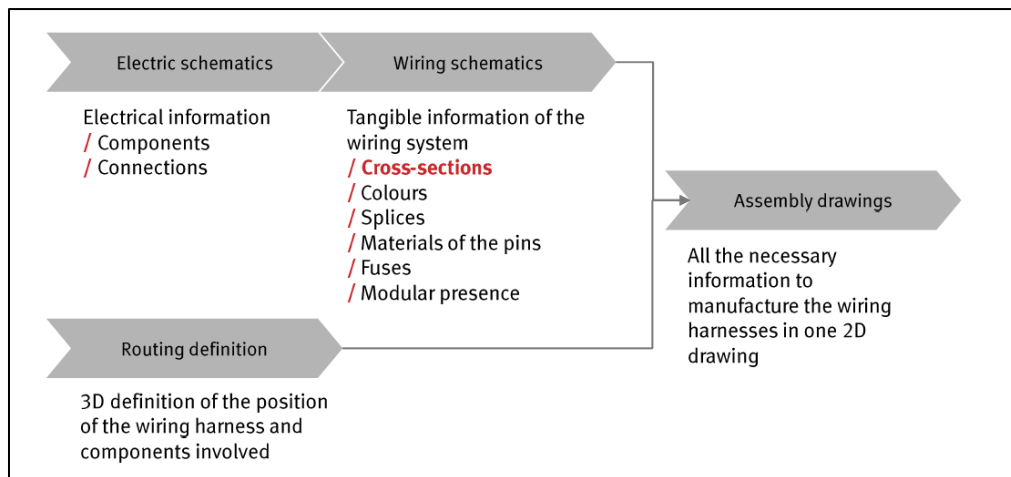 Electric schematics
Wiring schematics
Electrical information
/ Components
/ Connections
Tangible information of the
wiring system
/ Cross-sections
/ Colours
/ Splices
/ Materials of the pins
/ Fuses
/ Modular presence
Assembly drawings
All the necessary
information to
manufacture the wiring
harnesses in one 2D
drawing
Routing definition
3D definition of the position
of the wiring harness and
components involved